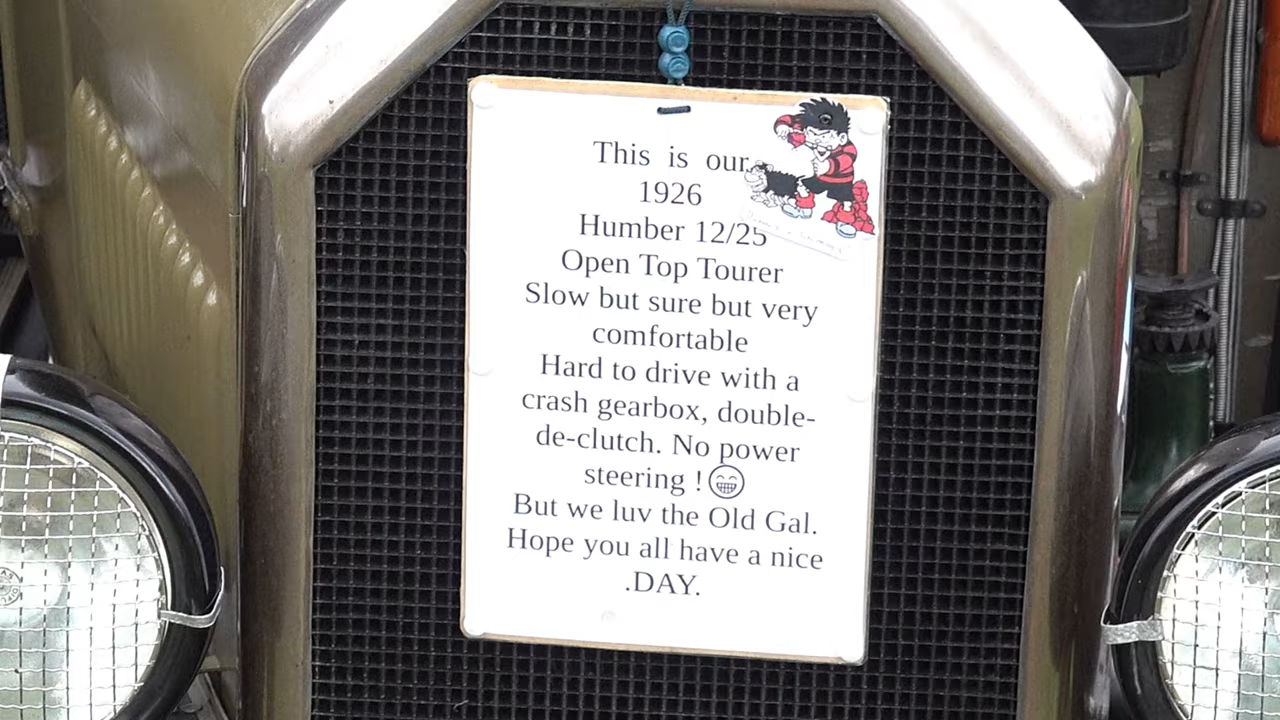 This is our
1926
Humber 12/25
Open Top Tourer
Slow but sure but very
comfortable
Hard to drive with a
crash gearbox, double-
de-clutch. No power
steering !😁
But we luv the Old Gal.
Hope you all have a nice
.DAY.